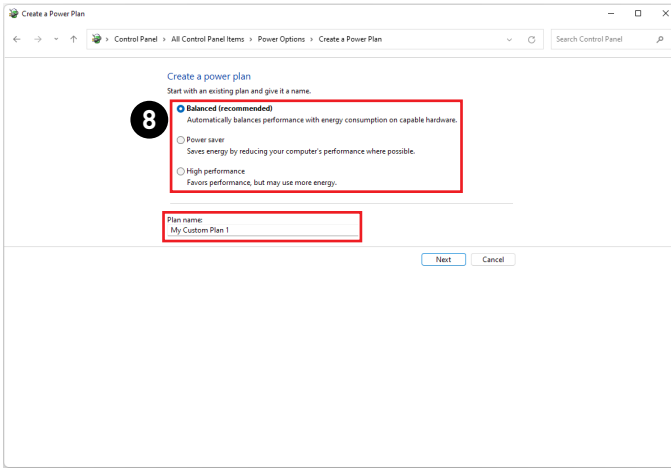 Create a Power Plan
Control Panel > All Control Panel Items > Power Options > Create a Power Plan
Search Control Panel
Create a power plan
Start with an existing plan and give it a name.
8
Balanced (recommended)
Automatically balances performance with energy consumption on capable hardware.
Power saver
Saves energy by reducing your computer's performance where possible.
High performance
Favors performance, but may use more energy.
Plan name:
My Custom Plan 1
Next Cancel